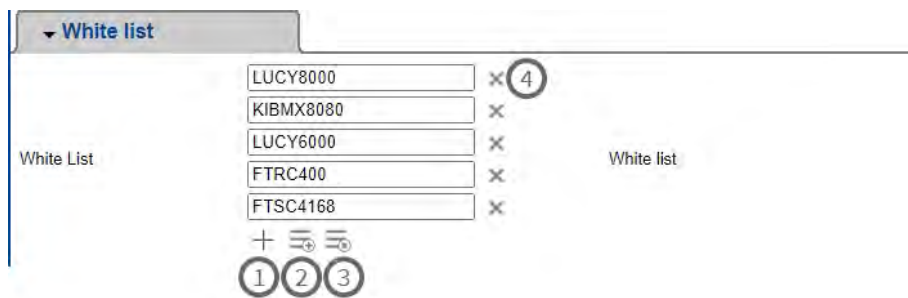 White list
LUCY8000
4
KIBMX8080
LUCY6000
White List
White list
FTRC400
FTSC4168
1 2 3